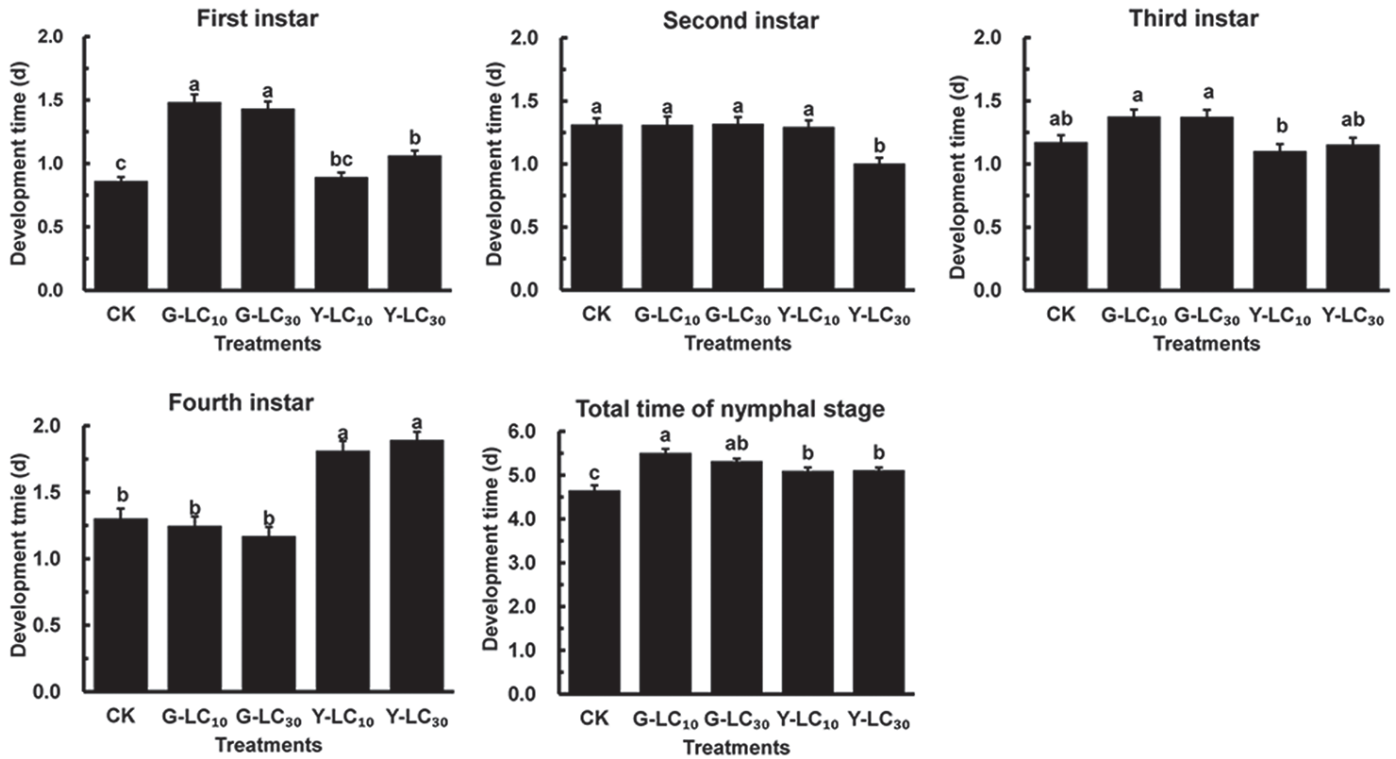 First instar
Development time (d)
2.0
1.5
1.0
0.5
0.0
c
a
a
bc
b
CK G-LC₁₀ G-LC₃₀ Y-LC₁₀ Y-LC₃₀
Treatments
Second instar
Development time (d)
2.0
1.5
1.0
0.5
0.0
a
a
a
a
b
CK G-LC₁₀ G-LC₃₀ Y-LC₁₀ Y-LC₃₀
Treatments
Third instar
Development time (d)
2.0
1.5
1.0
0.5
0.0
ab
a
a
b
ab
CK G-LC₁₀ G-LC₃₀ Y-LC₁₀ Y-LC₃₀
Treatments
Fourth instar
Development tmie (d)
2.0
1.5
1.0
0.5
0.0
b
b
b
a
a
CK G-LC₁₀ G-LC₃₀ Y-LC₁₀ Y-LC₃₀
Treatments
Total time of nymphal stage
Development time (d)
6.0
5.0
4.0
3.0
2.0
1.0
0.0
c
a
ab
b
b
CK G-LC₁₀ G-LC₃₀ Y-LC₁₀ Y-LC₃₀
Treatments